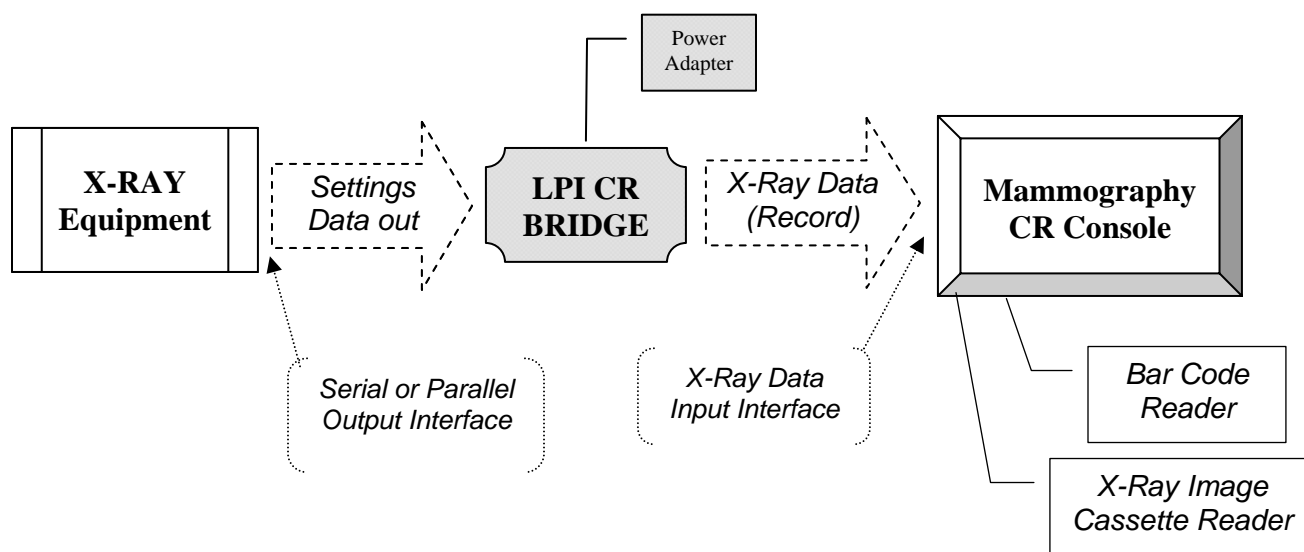 Power
Adapter
X-RAY
Equipment
Settings
Data out
LPI CR
BRIDGE
X-Ray Data
(Record)
Mammography
CR Console
Serial or Parallel
Output Interface
X-Ray Data
Input Interface
Bar Code
Reader
X-Ray Image
Cassette Reader